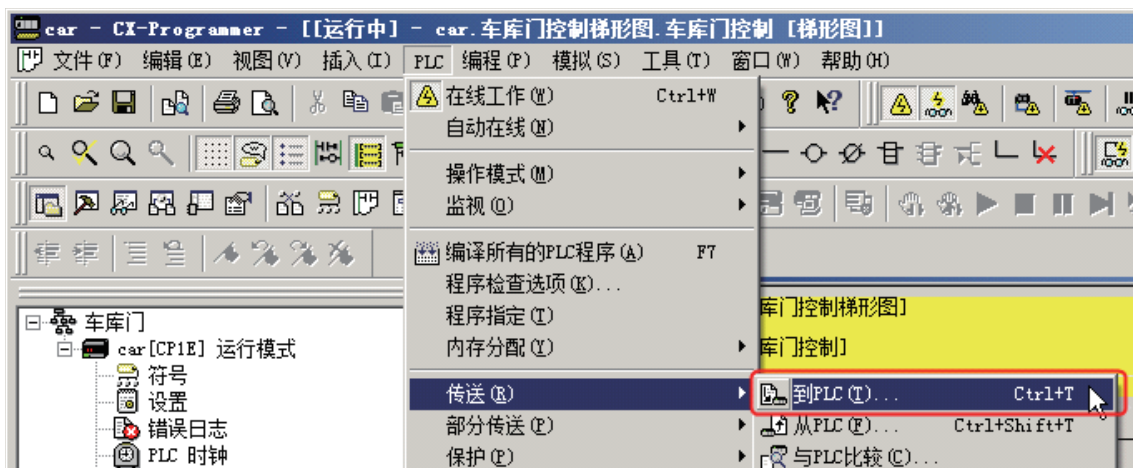 car - CX-Programmer - [[运行中] - car.车库门控制梯形图.车库门控制 [梯形图]]
文件(F) 编辑(E) 视图(V) 插入(I) PLC 编程(P) 模拟(S) 工具(T) 窗口(W) 帮助(H)
在线工作(W) Ctrl+W
自动在线(N)
操作模式(M)
监视(O)
编译所有的PLC程序(A) F7
程序检查选项(K)...
程序指定(T)
内存分配(Y)
传送(R)
部分传送(P)
保护(P)
到PLC(T)... Ctrl+T
从PLC(F)... Ctrl+Shift+T
与PLC比较(C)...
库门控制梯形图]
库门控制]
车库门
car[CP1E] 运行模式
符号
设置
错误日志
PLC 时钟